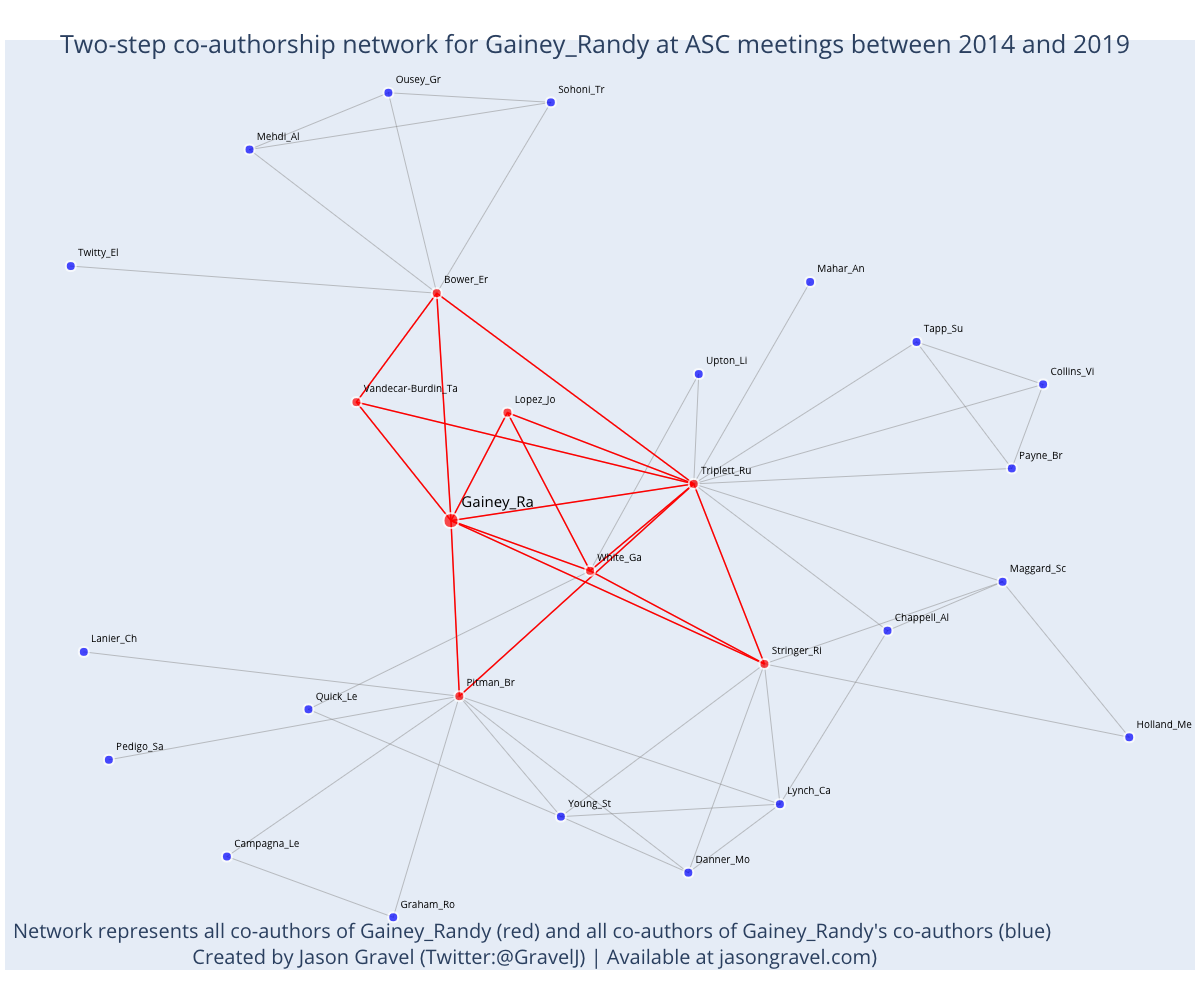 Two-step co-authorship network for Gainey_Randy at ASC meetings between 2014 and 2019
Ousey_Gr
Sohoni_Tr
Mehdi_Al
Twitty_El
Mahar_An
Bower_Er
Tapp_Su
Upton_Li
Collins_Vi
Vandecar-Burdin_Ta
Lopez_Jo
Payne_Br
Triplett_Ru
Gainey_Ra
White_Ga
Maggard_Sc
Chappell_Al
Lanier_Ch
Stringer_Ri
Pitman_Br
Quick_Le
Holland_Me
Pedigo_Sa
Lynch_Ca
Young_St
Campagna_Le
Danner_Mo
Graham_Ro
Network represents all co-authors of Gainey_Randy (red) and all co-authors of Gainey_Randy's co-authors (blue)
Created by Jason Gravel (Twitter:@GravelJ) | Available at jasongravel.com)